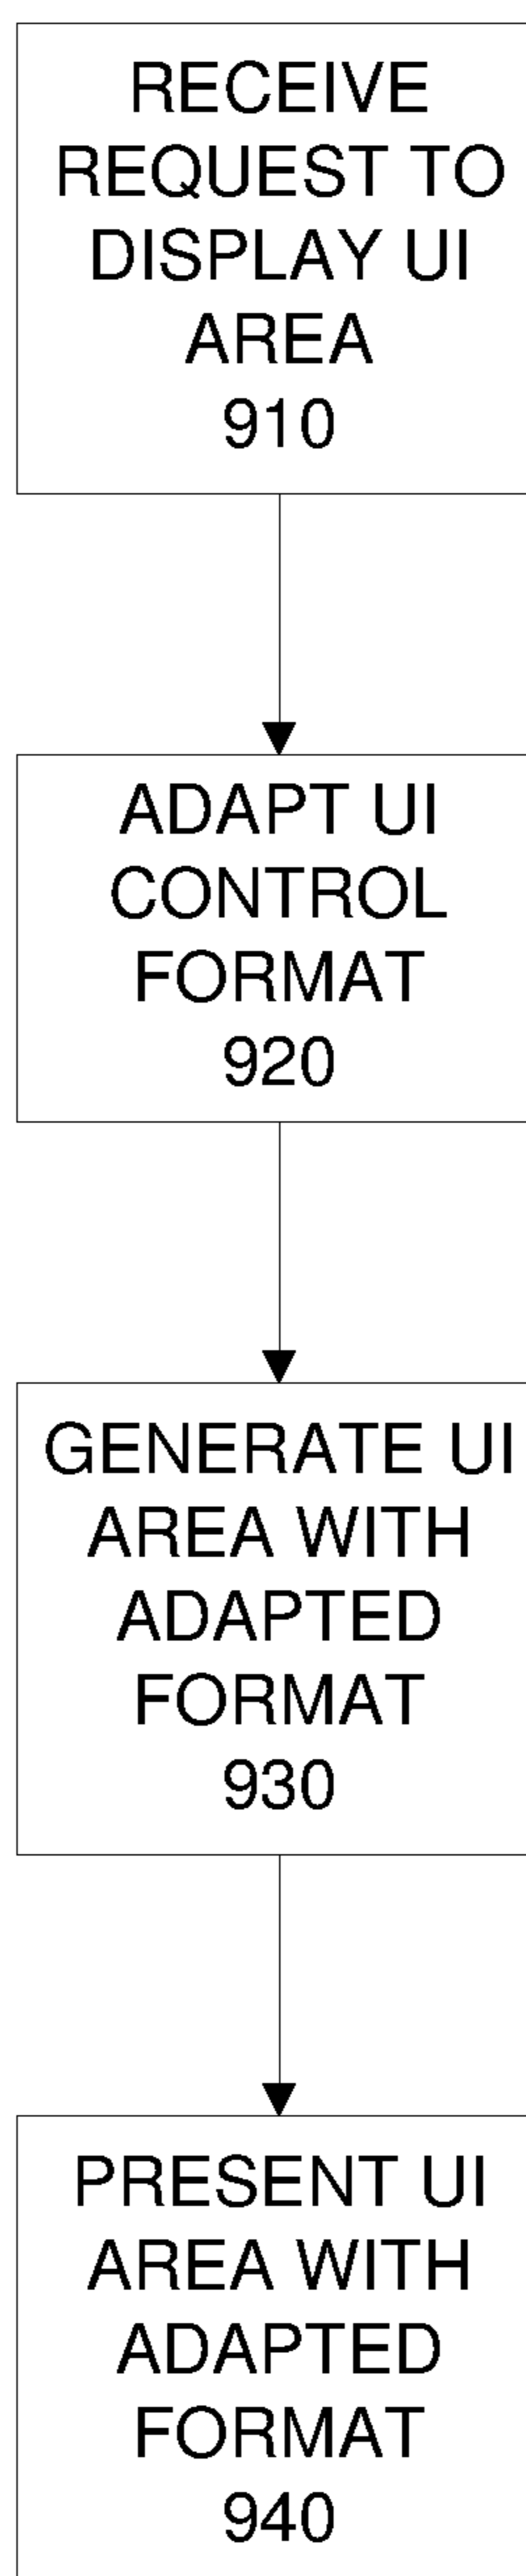 RECEIVE
REQUEST TO
DISPLAY UI
AREA
910
ADAPT UI
CONTROL
FORMAT
920
GENERATE UI
AREA WITH
ADAPTED
FORMAT
930
PRESENT UI
AREA WITH
ADAPTED
FORMAT
940